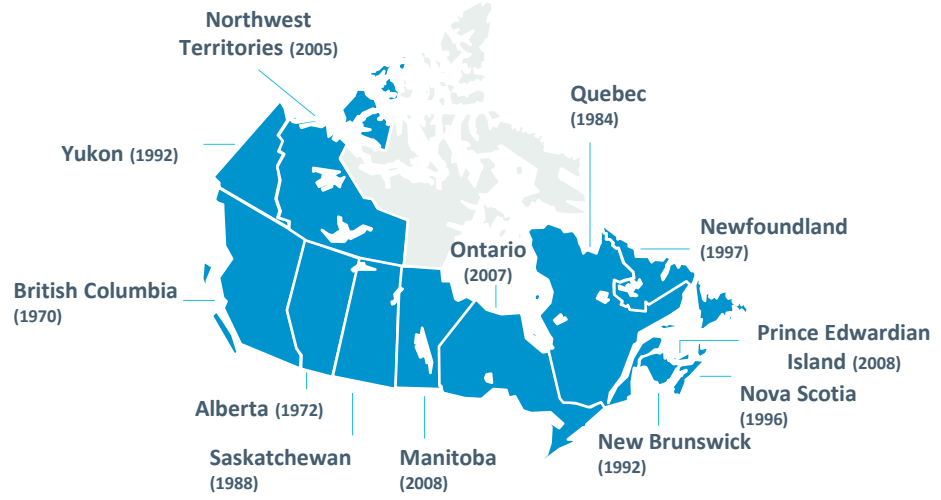 Northwest
Territories (2005)
Quebec
(1984)
Yukon (1992)
Newfoundland
(1997)
Ontario
(2007)
British Columbia
(1970)
Prince Edwardian
Island (2008)
Nova Scotia
(1996)
Alberta (1972)
New Brunswick
(1992)
Saskatchewan
(1988)
Manitoba
(2008)